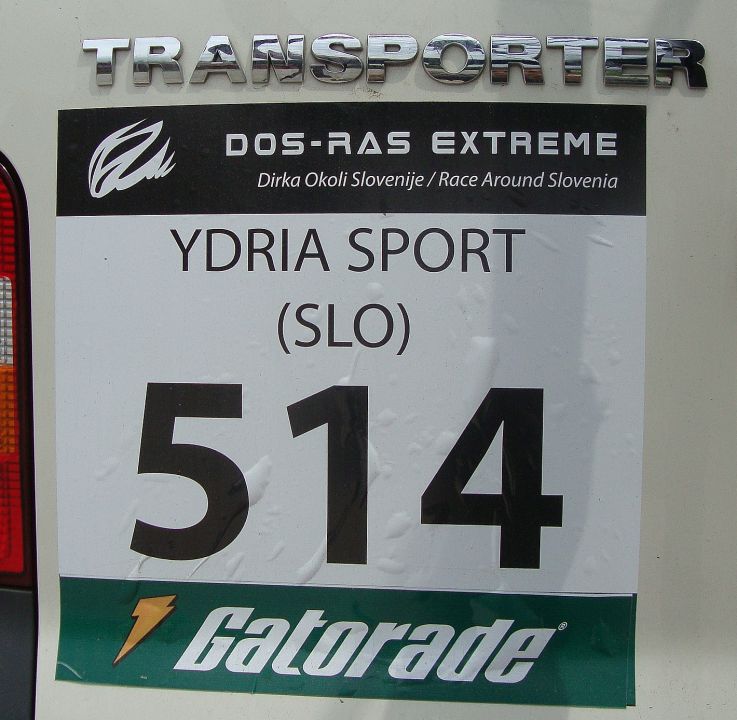 TRANSPORTER
DOS-RAS EXTREME
Dirka Okoli Slovenije / Race Around Slovenia
YDRIA SPORT
(SLO)
514
Gatorade®